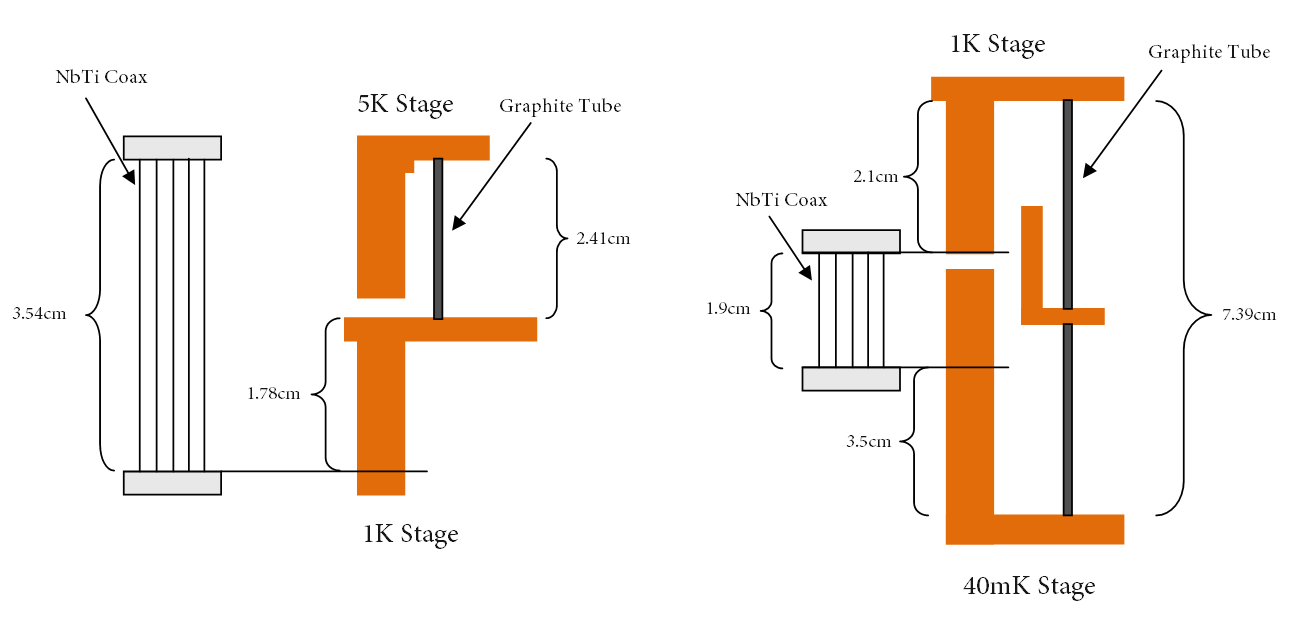 NbTi Coax
5K Stage
Graphite Tube
3.54cm
2.41cm
1.78cm
1K Stage
1K Stage
Graphite Tube
2.1cm
NbTi Coax
1.9cm
7.39cm
3.5cm
40mK Stage